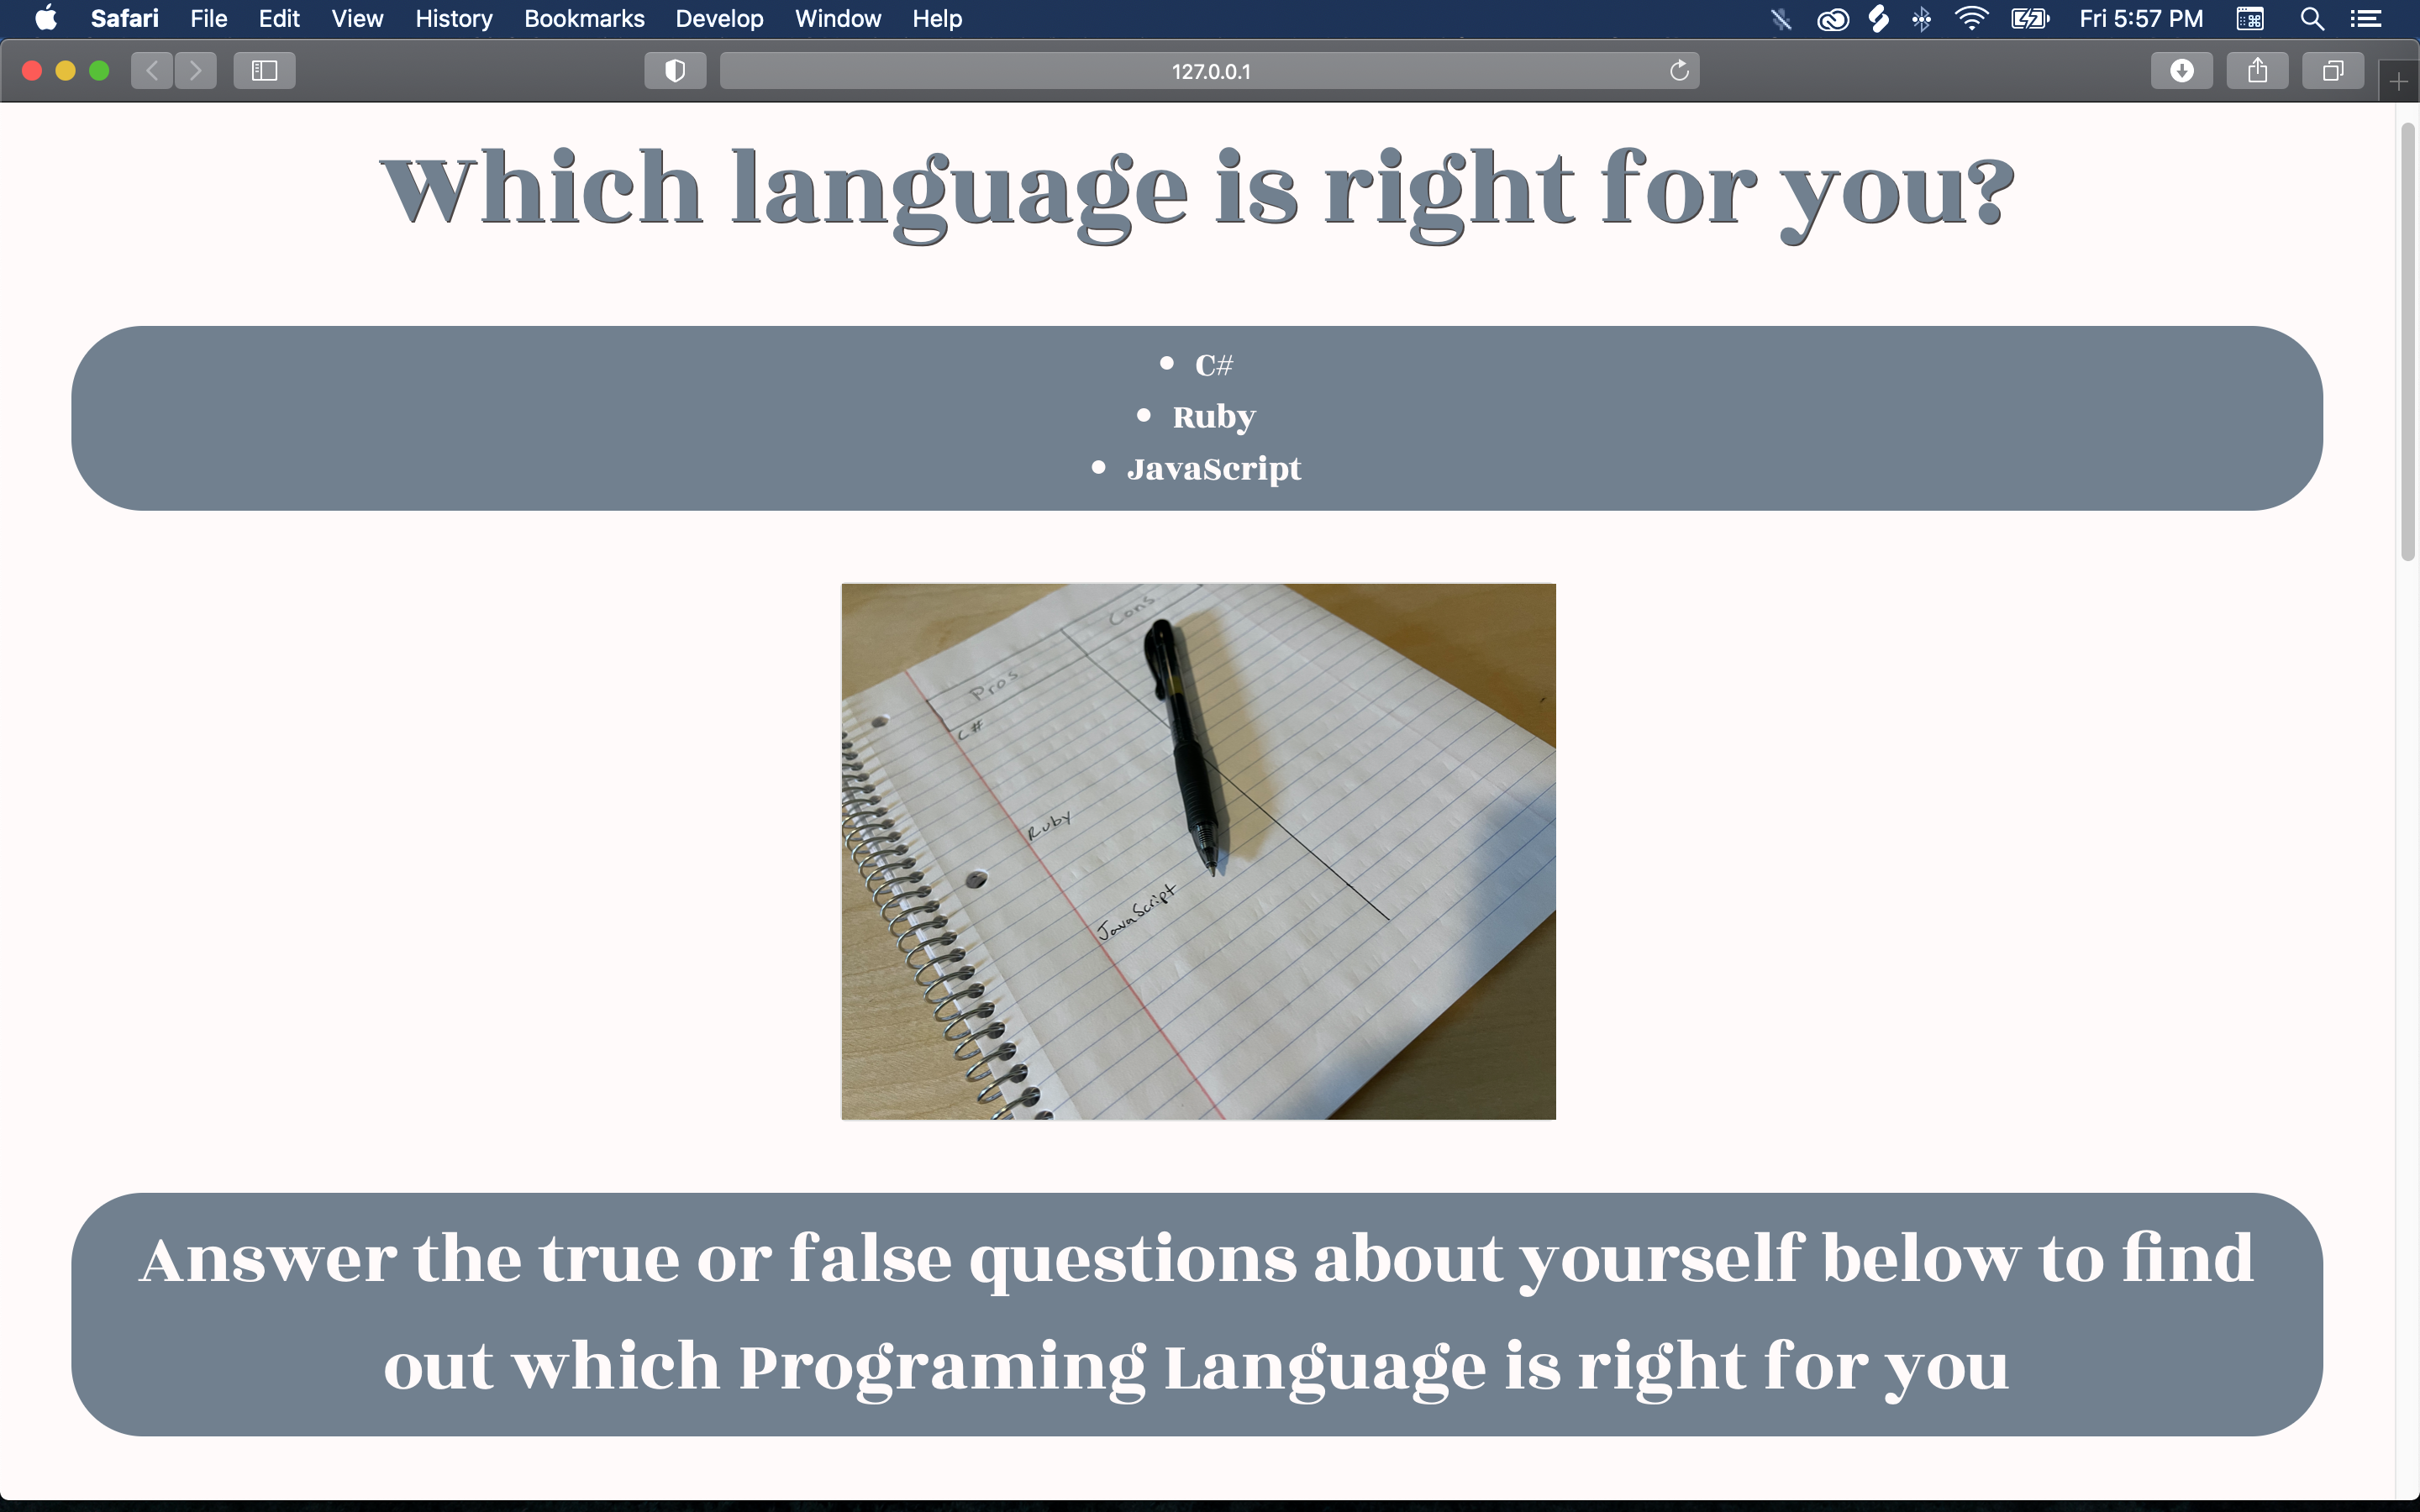 Safari File Edit View History Bookmarks Develop Window Help Fri 5:57 PM
127.0.0.1
Which language is right for you?
C#
Ruby
JavaScript
Cons
Pros
C#
Ruby
JavaScript
Answer the true or false questions about yourself below to find
out which Programing Language is right for you